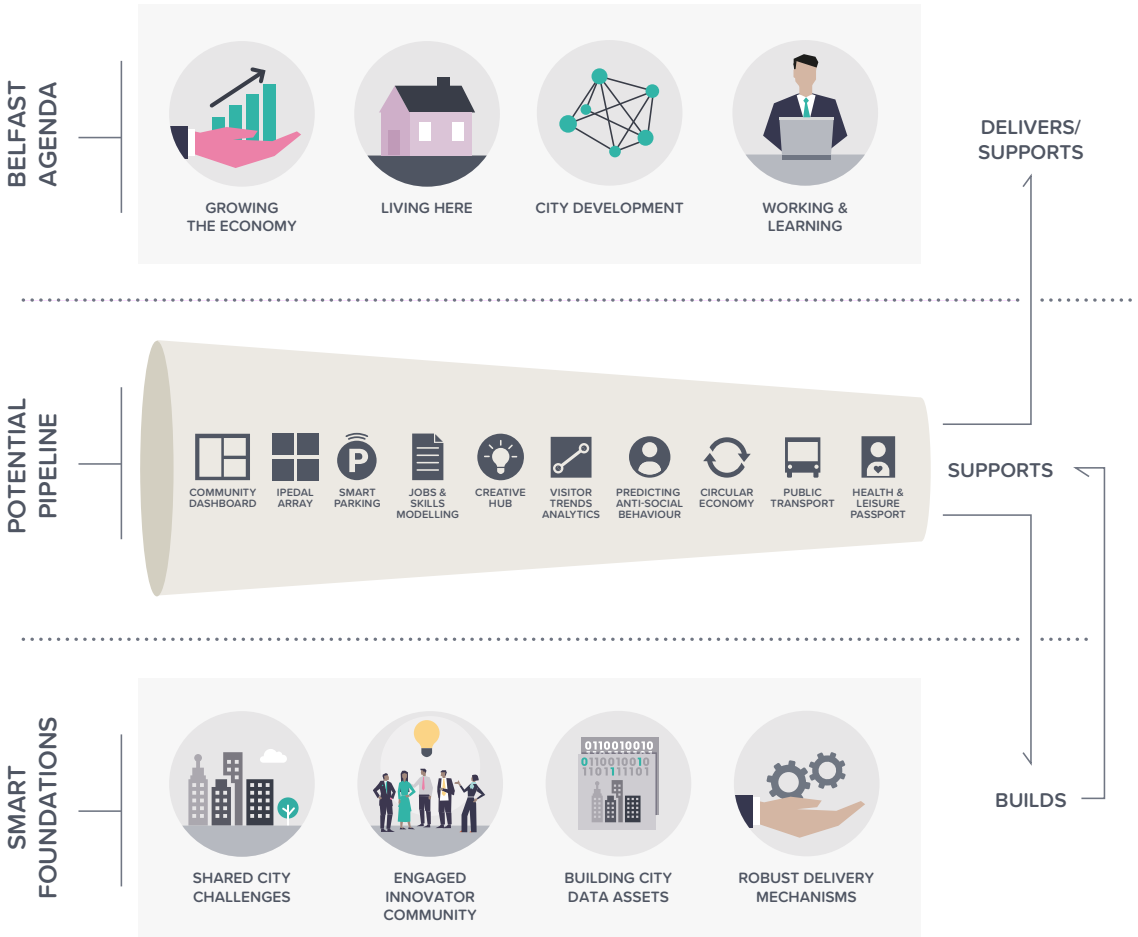 BELFAST
AGENDA
GROWING
THE ECONOMY
LIVING HERE
CITY DEVELOPMENT
WORKING &
LEARNING
DELIVERS/
SUPPORTS
POTENTIAL
PIPELINE
P
COMMUNITY
DASHBOARD
IPEDAL
ARRAY
SMART
PARKING
JOBS &
SKILLS
MODELLING
CREATIVE
HUB
VISITOR
TRENDS
ANALYTICS
PREDICTING
ANTI-SOCIAL
BEHAVIOUR
CIRCULAR
ECONOMY
PUBLIC
TRANSPORT
HEALTH &
LEISURE
PASSPORT
SUPPORTS
SMART
FOUNDATIONS
0110010010
01100100110
1101111101
SHARED CITY
CHALLENGES
ENGAGED
INNOVATOR
COMMUNITY
BUILDING CITY
DATA ASSETS
ROBUST DELIVERY
MECHANISMS
BUILDS